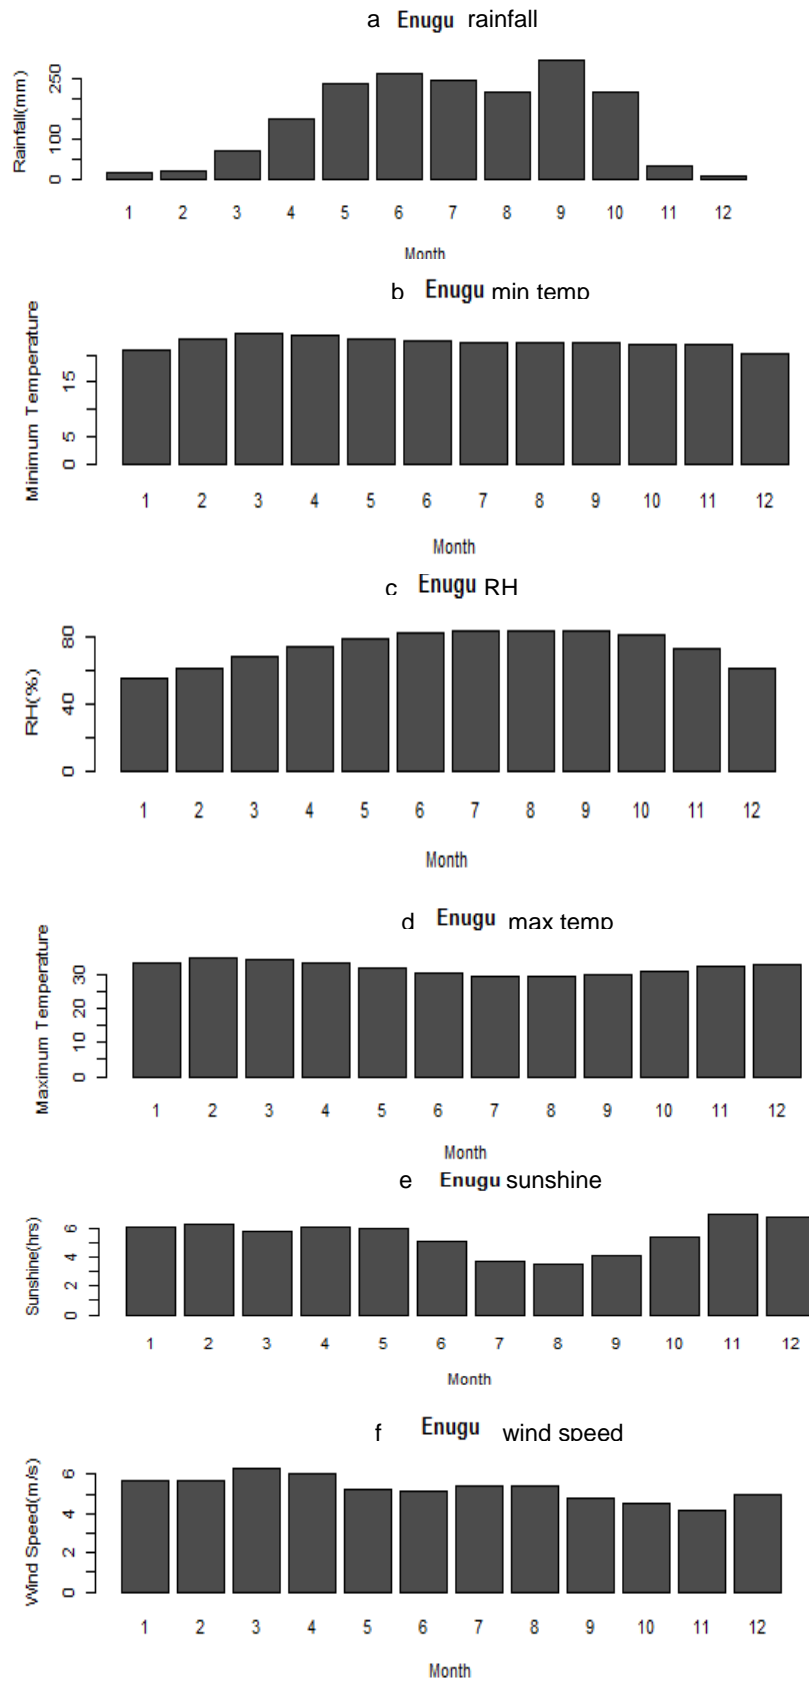 a Enugu rainfall
Rainfall(mm)
250
100
0
1 2 3 4 5 6 7 8 9 10 11 12
Month
b Enugu min temp
Minimum Temperature
15
5
0
1 2 3 4 5 6 7 8 9 10 11 12
Month
c Enugu RH
RH(%)
80
40
0
1 2 3 4 5 6 7 8 9 10 11 12
Month
d Enugu max temp
Maximum Temperature
30
20
10
0
1 2 3 4 5 6 7 8 9 10 11 12
Month
e Enugu sunshine
Sunshine(hrs)
6
4
2
0
1 2 3 4 5 6 7 8 9 10 11 12
Month
f Enugu wind speed
Wind Speed(m/s)
6
4
2
0
1 2 3 4 5 6 7 8 9 10 11 12
Month